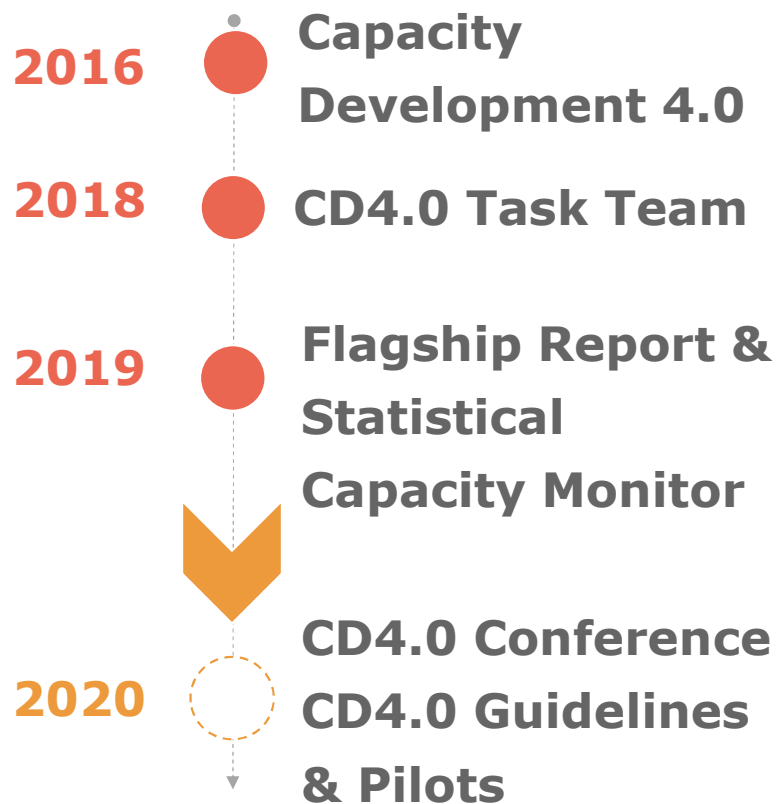 2016
Capacity
Development 4.0
2018
CD4.0 Task Team
2019
Flagship Report &
Statistical
Capacity Monitor
2020
CD4.0 Conference
CD4.0 Guidelines
& Pilots